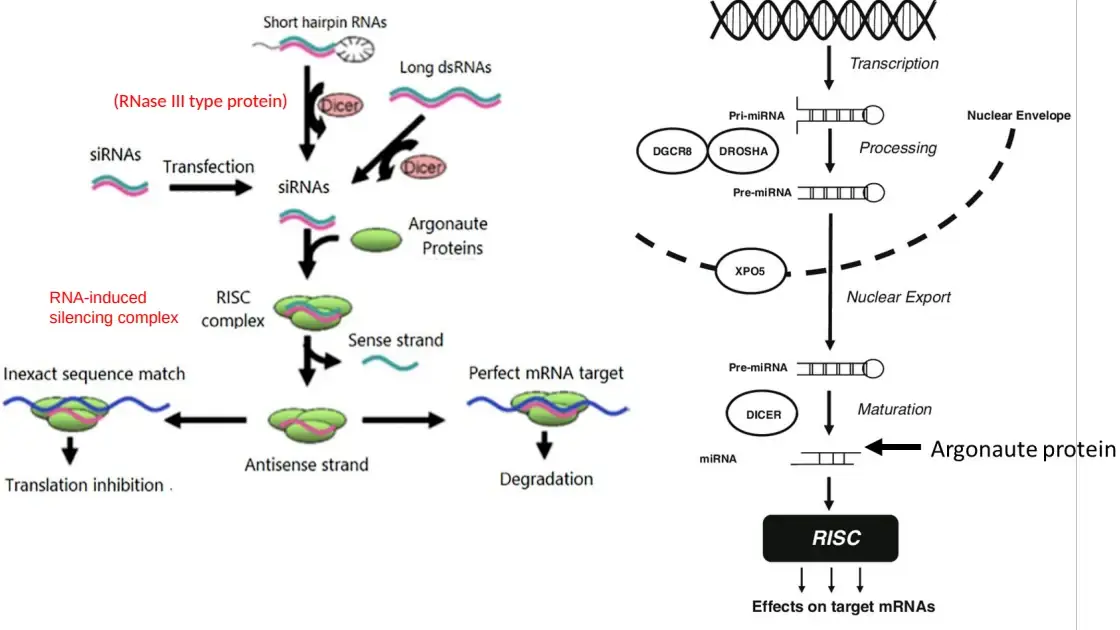 Short hairpin RNAs
(RNase III type protein)
Dicer
Long dsRNAs
Dicer
siRNAs
Transfection
siRNAs
Argonaute
Proteins
RNA-induced
silencing complex
RISC
complex
Sense strand
Inexact sequence match
Perfect mRNA target
Antisense strand
Translation inhibition .
Degradation
Transcription
Pri-miRNA
Nuclear Envelope
DGCR8
DROSHA
Processing
Pre-miRNA
XPO5
Nuclear Export
Pre-miRNA
DICER
Maturation
miRNA
Argonaute protein
RISC
Effects on target mRNAs